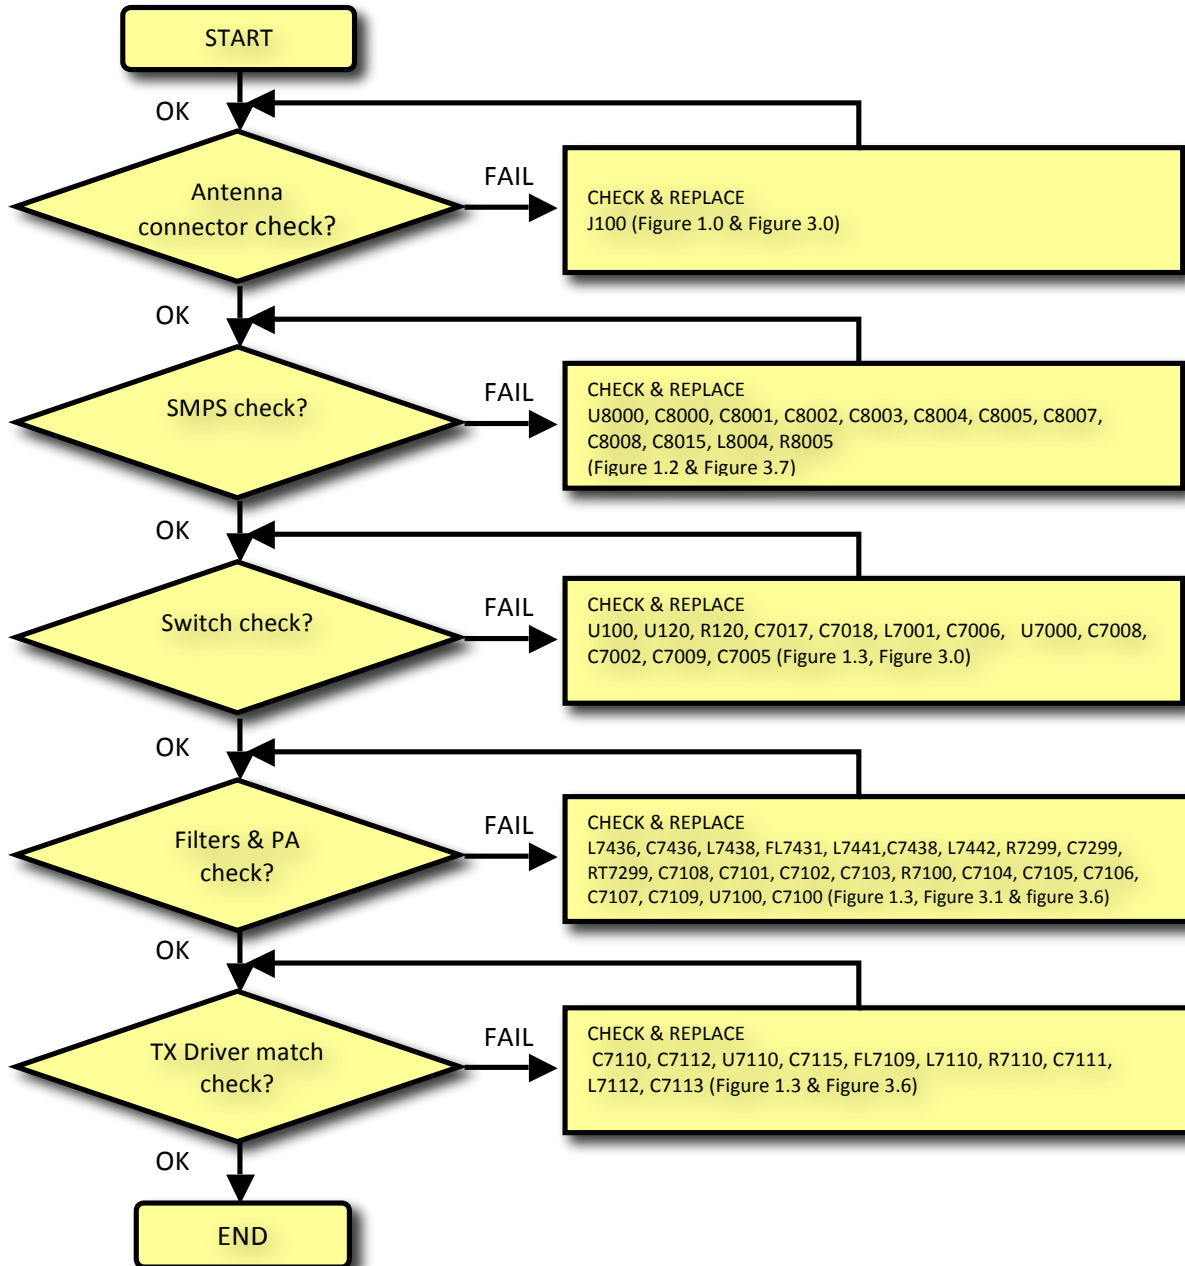 START
OK
Antenna
connector check?
FAIL
CHECK & REPLACE
J100 (Figure 1.0 & Figure 3.0)
OK
SMPS check?
FAIL
CHECK & REPLACE
U8000, C8000, C8001, C8002, C8003, C8004, C8005, C8007,
C8008, C8015, L8004, R8005
(Figure 1.2 & Figure 3.7)
OK
Switch check?
FAIL
CHECK & REPLACE
U100, U120, R120, C7017, C7018, L7001, C7006, U7000, C7008,
C7002, C7009, C7005 (Figure 1.3, Figure 3.0)
OK
Filters & PA
check?
FAIL
CHECK & REPLACE
L7436, C7436, L7438, FL7431, L7441,C7438, L7442, R7299, C7299,
RT7299, C7108, C7101, C7102, C7103, R7100, C7104, C7105, C7106,
C7107, C7109, U7100, C7100 (Figure 1.3, Figure 3.1 & figure 3.6)
OK
TX Driver match
check?
FAIL
CHECK & REPLACE
C7110, C7112, U7110, C7115, FL7109, L7110, R7110, C7111,
L7112, C7113 (Figure 1.3 & Figure 3.6)
OK
END